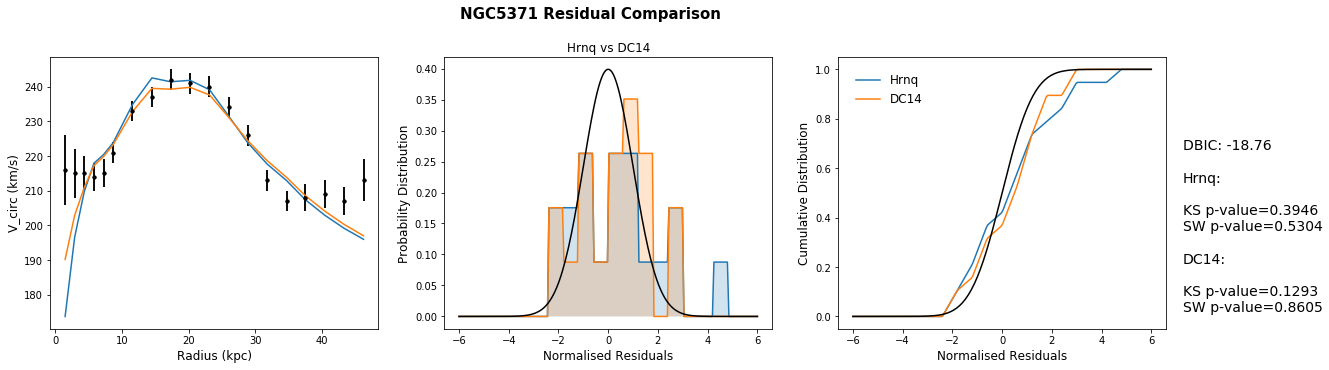 NGC5371 Residual Comparison
Hrnq vs DC14
V_circ (km/s)
240
230
220
210
200
190
180
0
10
20
30
40
Radius (kpc)
Probability Distribution
0.40
0.35
0.30
0.25
0.20
0.15
0.10
0.05
0.00
−6
−4
−2
0
2
4
6
Normalised Residuals
Cumulative Distribution
1.0
0.8
0.6
0.4
0.2
0.0
−6
−4
−2
0
2
4
6
Normalised Residuals
Hrnq
DC14
DBIC: -18.76
Hrnq:
KS p-value=0.3946
SW p-value=0.5304
DC14:
KS p-value=0.1293
SW p-value=0.8605